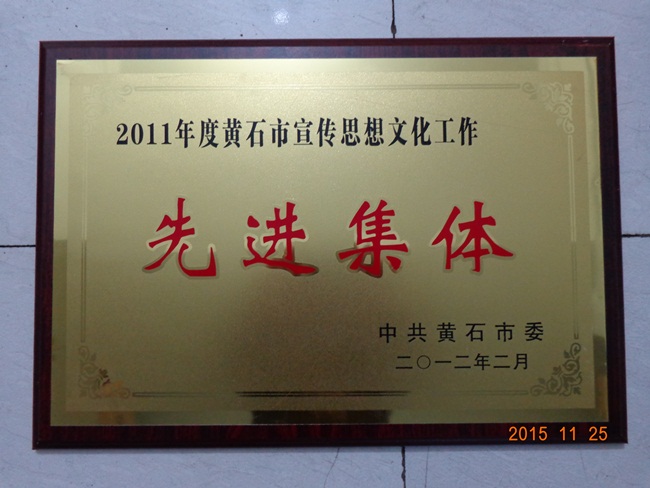 2011年度黄石市宣传思想文化工作
先进集体
中共黄石市委
二〇一二年二月
2015 11 25